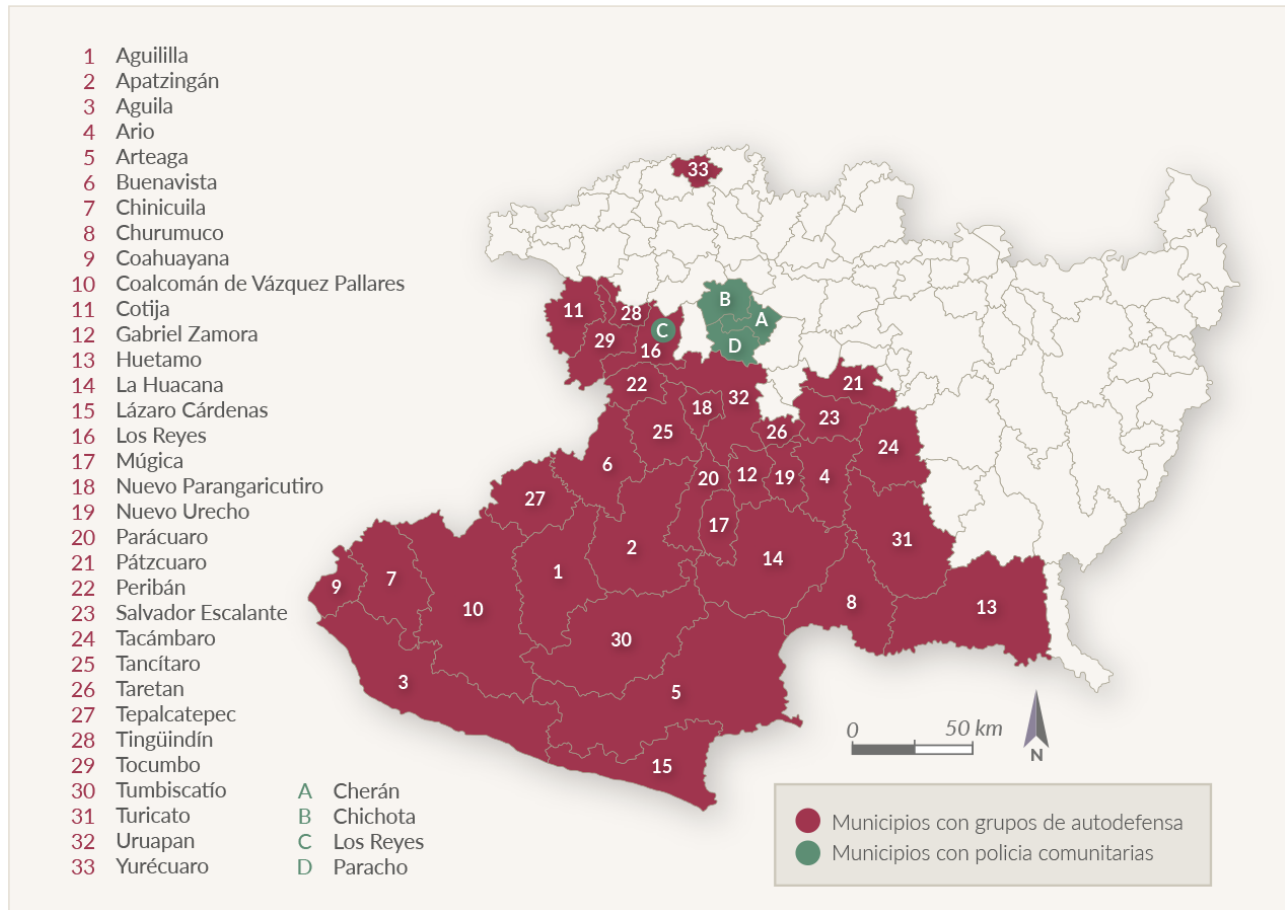 1 Aguililla
2 Apatzingán
3 Aguila
4 Ario
5 Arteaga
6 Buenavista
7 Chinicuila
8 Churumuco
9 Coahuayana
10 Coalcomán de Vázquez Pallares
11 Cotija
12 Gabriel Zamora
13 Huetamo
14 La Huacana
15 Lázaro Cárdenas
16 Los Reyes
17 Múgica
18 Nuevo Parangaricutiro
19 Nuevo Urecho
20 Parácuaro
21 Pátzcuaro
22 Peribán
23 Salvador Escalante
24 Tacámbaro
25 Tancítaro
26 Taretan
27 Tepalcatepec
28 Tingüindín
29 Tocumbo
30 Tumbiscatío
31 Turicato
32 Uruapan
33 Yurécuaro
A Cherán
B Chichota
C Los Reyes
D Paracho
33
B
11
28
A
C
29
16
D
22
21
32
18
23
26
25
24
6
20
12
19
4
27
17
31
2
14
1
9
7
8
10
13
30
3
5
15
0 50 km
N
Municipios con grupos de autodefensa
Municipios con policia comunitarias